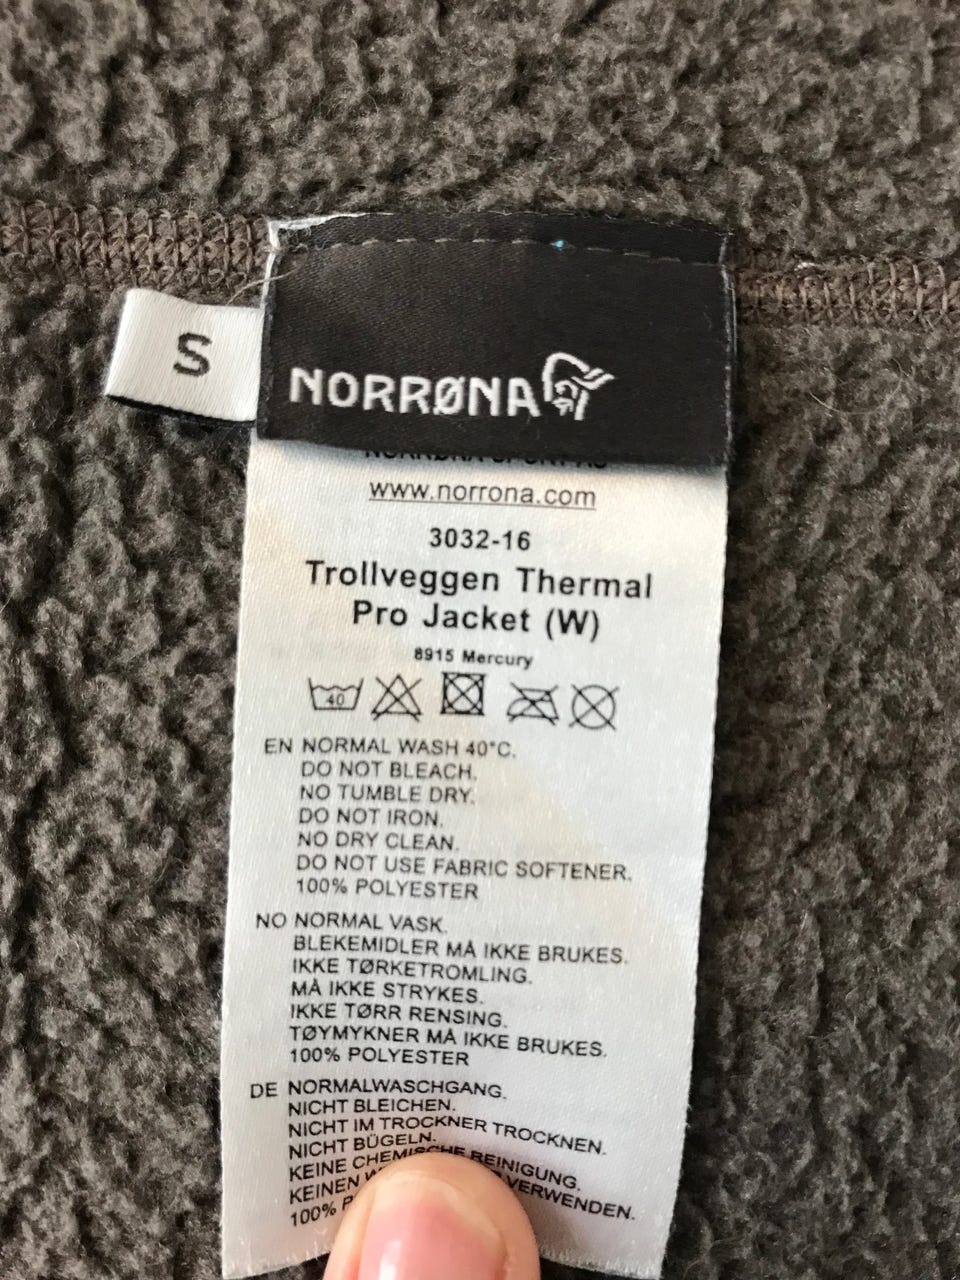 S
NORRØNA
www.norrona.com
3032-16
Trollveggen Thermal
Pro Jacket (W)
8915 Mercury
40
EN NORMAL WASH 40°C.
DO NOT BLEACH.
NO TUMBLE DRY.
DO NOT IRON.
NO DRY CLEAN.
DO NOT USE FABRIC SOFTENER.
100% POLYESTER
NO NORMAL VASK.
BLEKEMIDLER MÅ IKKE BRUKES.
IKKE TØRKETROMLING.
MÅ IKKE STRYKES.
IKKE TØRR RENSING.
TØYMYKNER MÅ IKKE BRUKES.
100% POLYESTER
DE NORMALWASCHGANG.
NICHT BLEICHEN.
NICHT IM TROCKNER TROCKNEN.
NICHT BÜGELN.
KEINE CHEMISCHE REINIGUNG.
KEINEN VERWENDEN.
100%